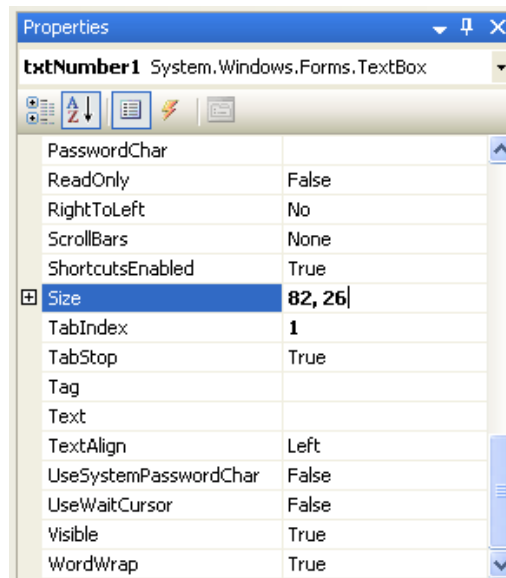 Properties
txtNumber1 System.Windows.Forms.TextBox
PasswordChar
ReadOnly False
RightToLeft No
ScrollBars None
ShortcutsEnabled True
Size 82, 26
TabIndex 1
TabStop True
Tag
Text
TextAlign Left
UseSystemPasswordChar False
UseWaitCursor False
Visible True
WordWrap True